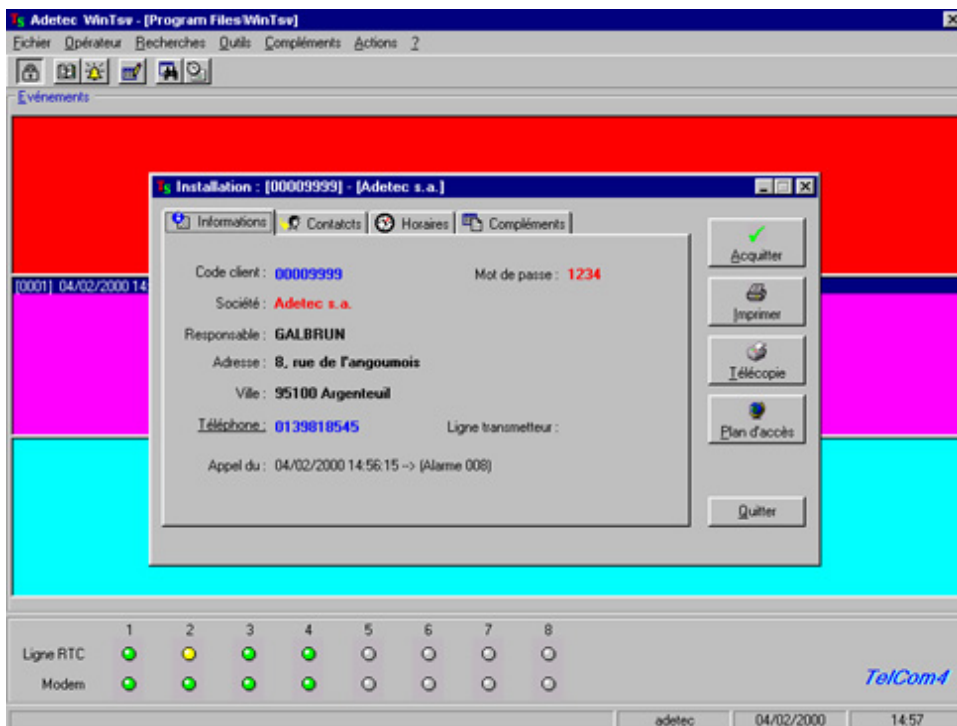 Adetec WinTsv - [Program Files\WinTsv]
Fichier Opérateur Recherches Outils Compléments Actions ?
Evénements
Installation : [00009999] - [Adetec s.a.]
Informations Contatcts Horaires Compléments
Code client : 00009999 Mot de passe : 1234
Société : Adetec s.a.
Responsable : GALBRUN
Adresse : 8, rue de l'angoumois
Ville : 95100 Argenteuil
Téléphone : 0139818545 Ligne transmetteur :
Appel du : 04/02/2000 14:56:15 --> (Alarme 008)
Acquitter
Imprimer
Télécopie
Plan d'accès
Quitter
[0001] 04/02/2000 14:
1 2 3 4 5 6 7 8
Ligne RTC
Modem
TelCom4
adetec 04/02/2000 14:57